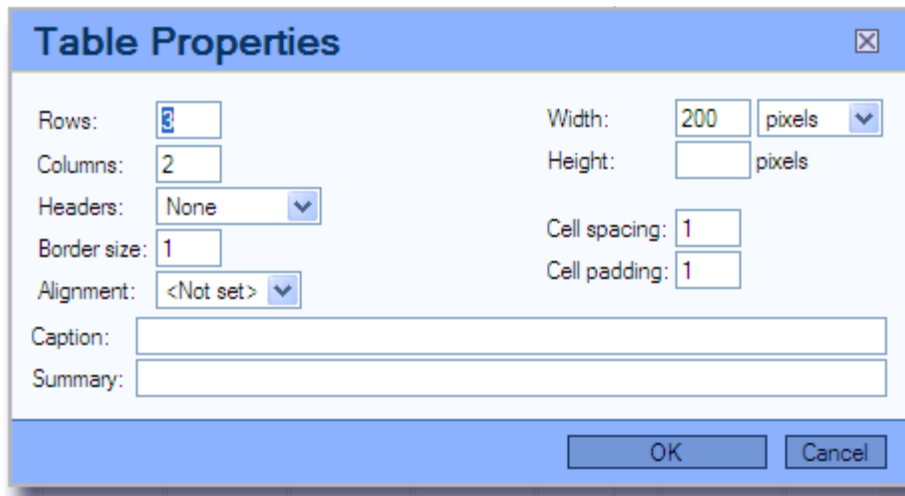 Table Properties
Rows: 3
Columns: 2
Headers: None
Border size: 1
Alignment: <Not set>
Width: 200 pixels
Height: pixels
Cell spacing: 1
Cell padding: 1
Caption:
Summary:
OK Cancel